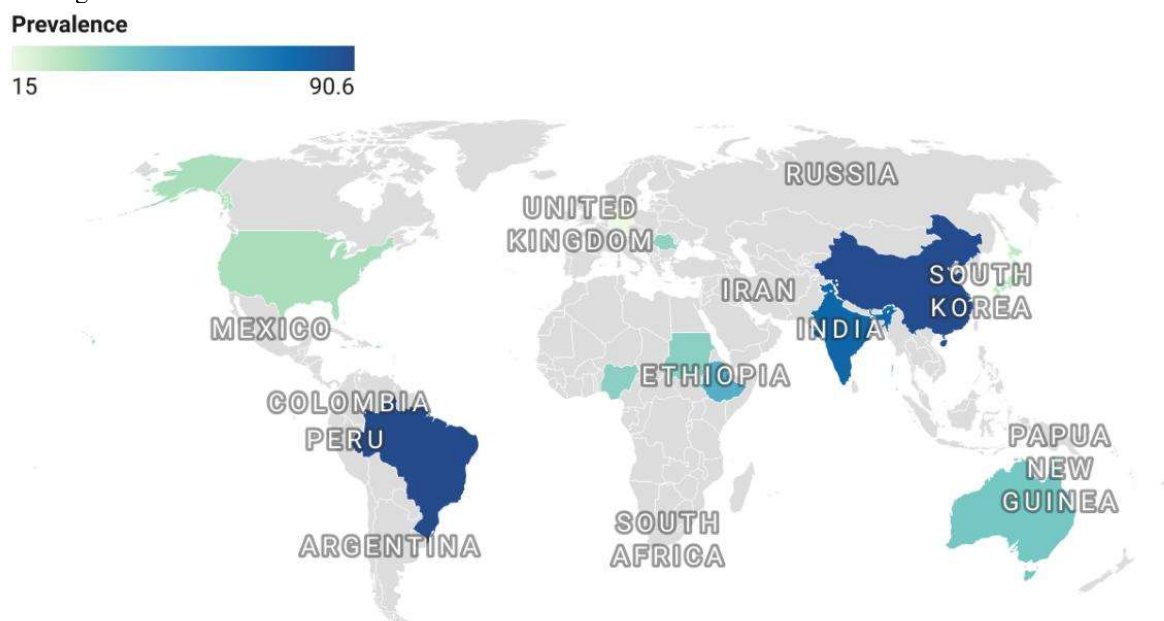 Prevalence
15 90.6
RUSSIA
UNITED
KINGDOM
SOUTH
KOREA
IRAN
INDIA
MEXICO
ETHIOPIA
COLOMBIA
PERU
PAPUA
NEW
GUINEA
SOUTH
AFRICA
ARGENTINA